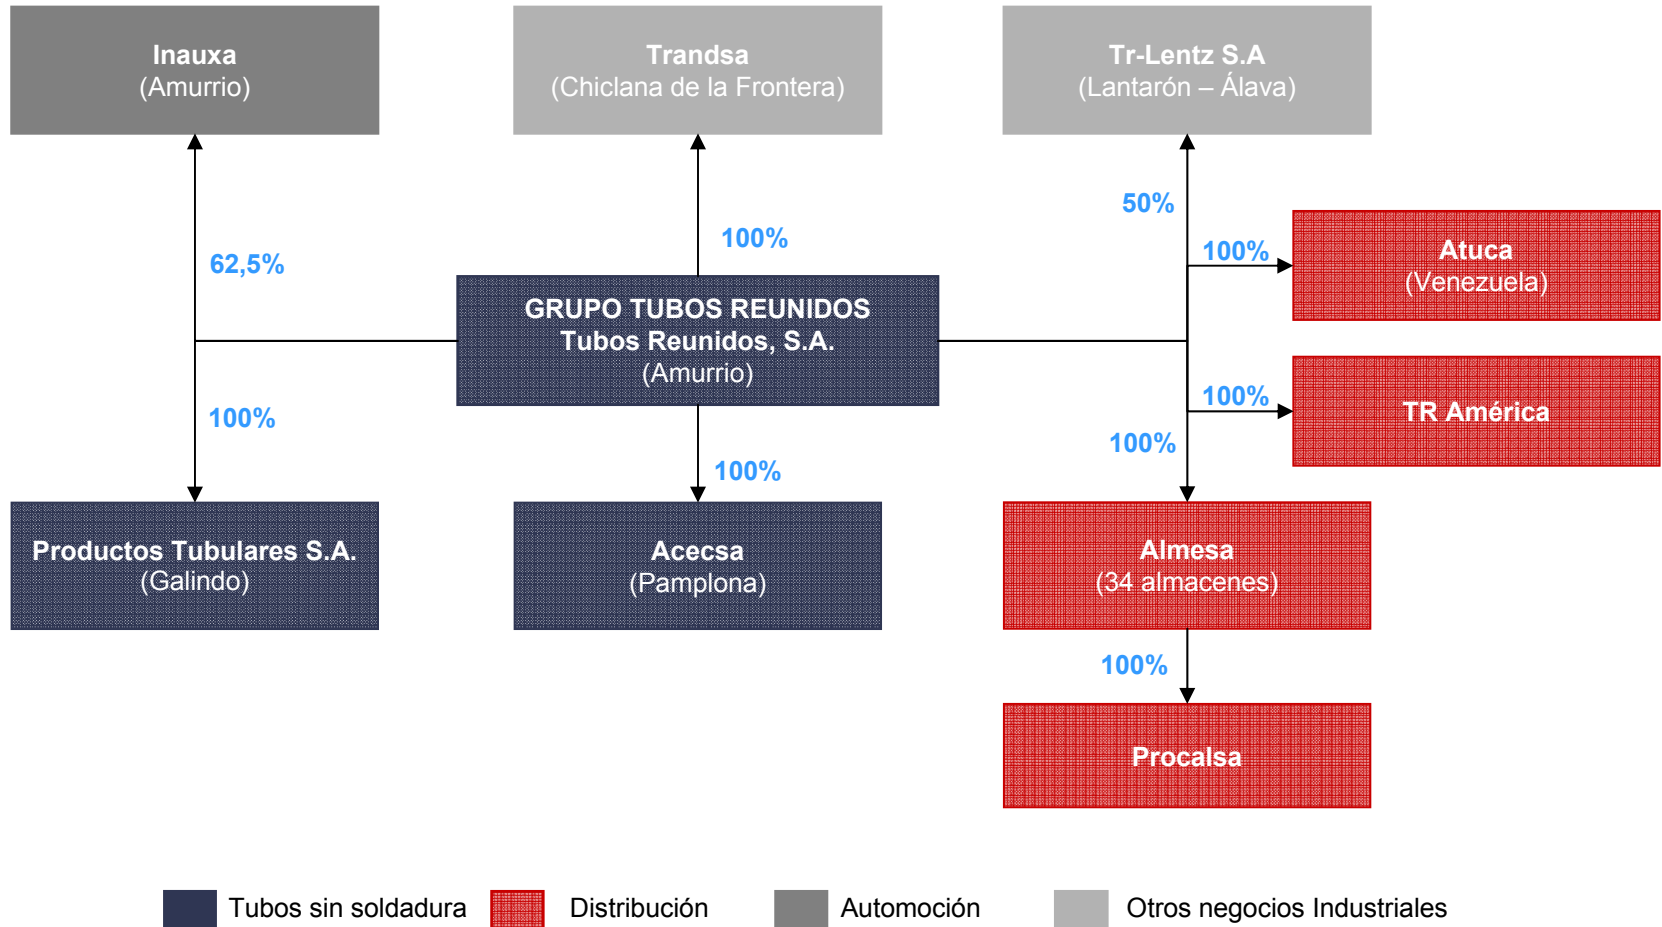 Inauxa
(Amurrio)
Trandsa
(Chiclana de la Frontera)
Tr-Lentz S.A
(Lantarón – Álava)
50%
100%
62,5%
100%
Atuca
(Venezuela)
GRUPO TUBOS REUNIDOS
Tubos Reunidos, S.A.
(Amurrio)
100%
TR América
100%
100%
100%
Productos Tubulares S.A.
(Galindo)
Acecsa
(Pamplona)
Almesa
(34 almacenes)
100%
Procalsa
Tubos sin soldadura
Distribución
Automoción
Otros negocios Industriales